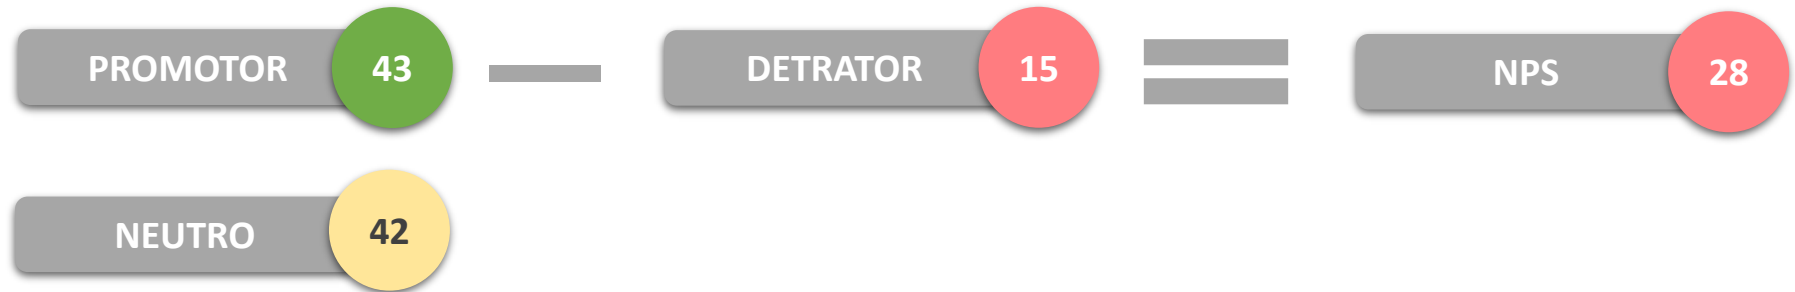 PROMOTOR 43 DETRATOR 15 NPS 28
NEUTRO 42